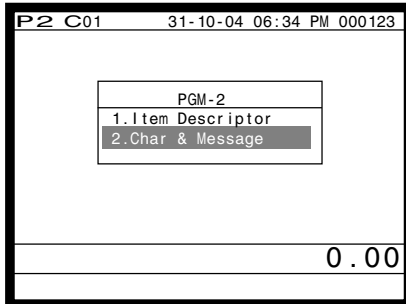 P2 C01 31-10-04 06:34 PM 000123
PGM-2
1.Item Descriptor
2.Char & Message
0.00